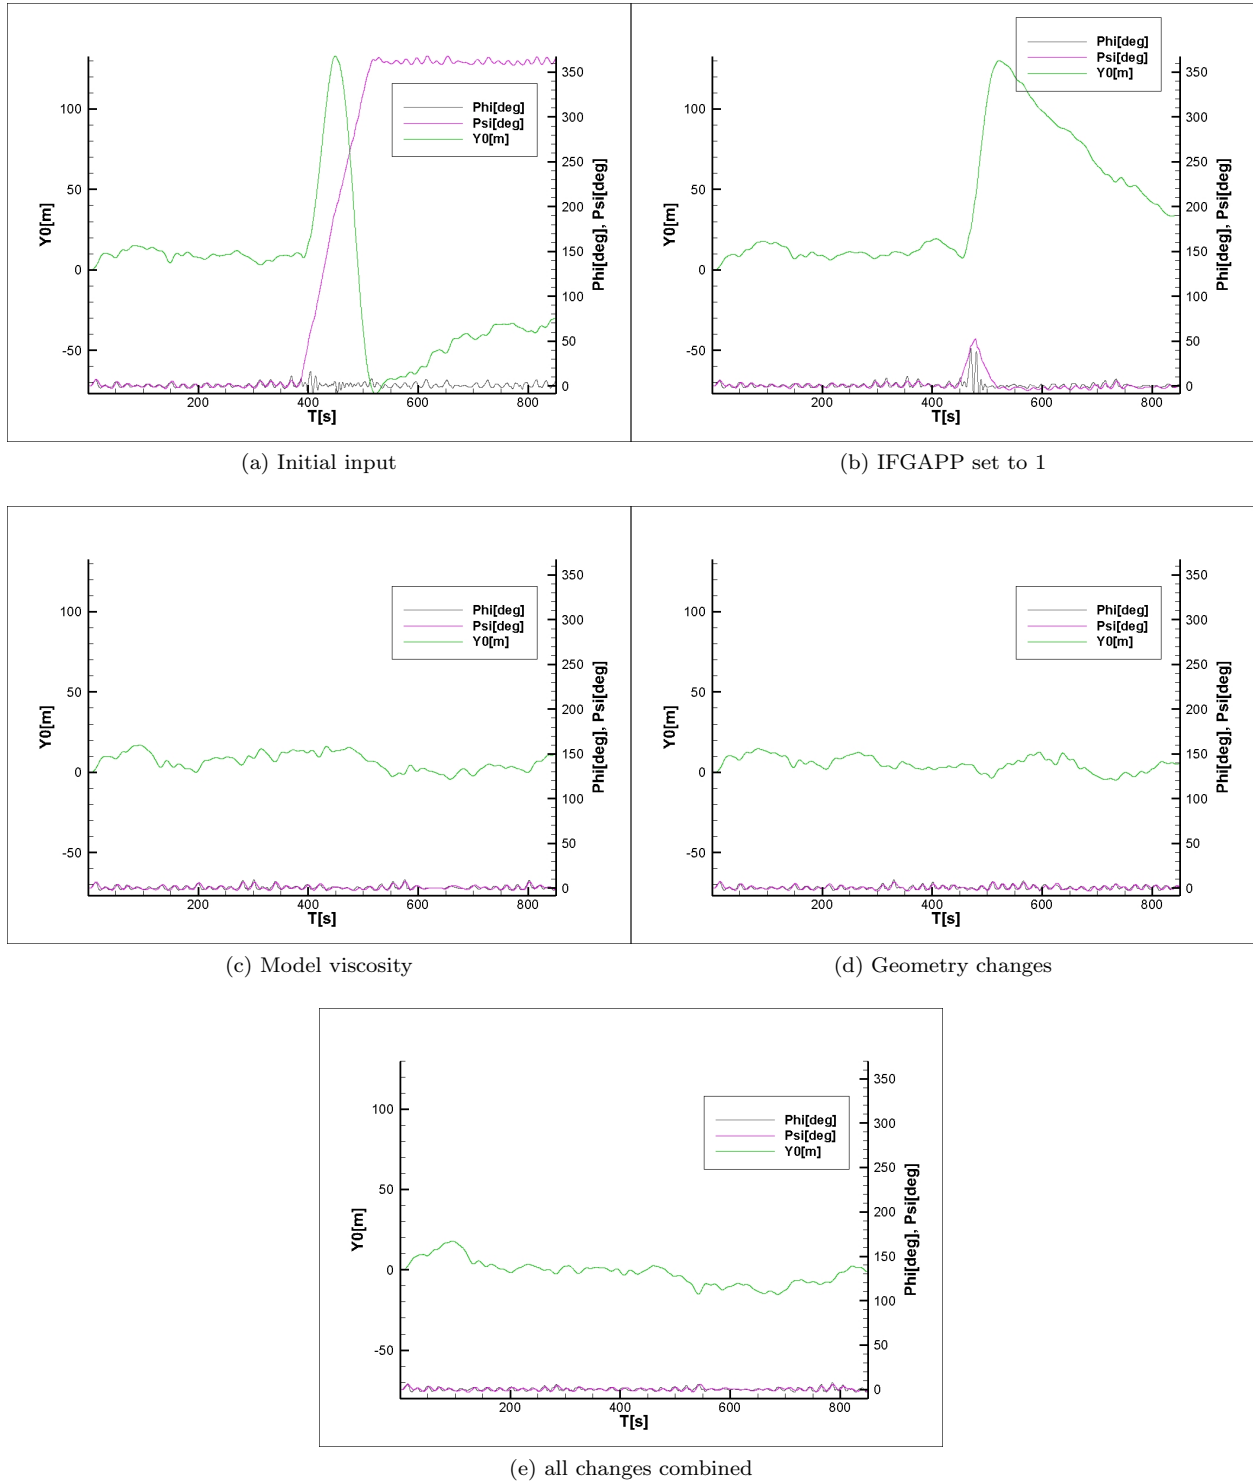 Y0[m]
100
50
0
-50
200
400
600
800
T[s]
350
300
250
200
150
100
50
0
Phi[deg], Psi[deg]
Phi[deg]
Psi[deg]
Y0[m]
(a) Initial input
Y0[m]
100
50
0
-50
200
400
600
800
T[s]
350
300
250
200
150
100
50
0
Phi[deg], Psi[deg]
Phi[deg]
Psi[deg]
Y0[m]
(b) IFGAPP set to 1
Y0[m]
100
50
0
-50
200
400
600
800
T[s]
350
300
250
200
150
100
50
0
Phi[deg], Psi[deg]
Phi[deg]
Psi[deg]
Y0[m]
(c) Model viscosity
Y0[m]
100
50
0
-50
200
400
600
800
T[s]
350
300
250
200
150
100
50
0
Phi[deg], Psi[deg]
Phi[deg]
Psi[deg]
Y0[m]
(d) Geometry changes
Y0[m]
100
50
0
-50
200
400
600
800
T[s]
350
300
250
200
150
100
50
0
Phi[deg], Psi[deg]
Phi[deg]
Psi[deg]
Y0[m]
(e) all changes combined